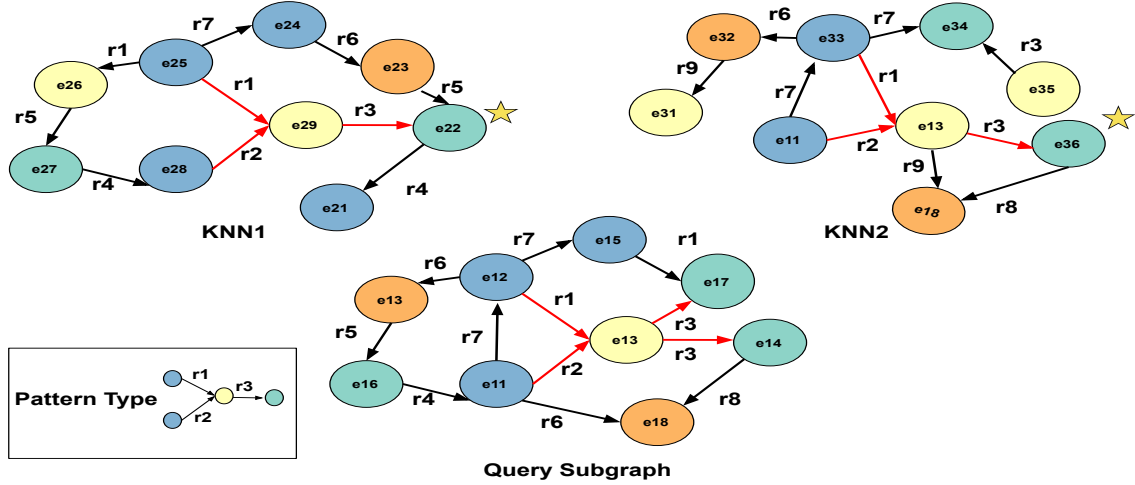 r7 e24 r6
r1 e25 e23
e26 r1 r5
r5 e29 r3 e22
r2
e27 r4 e28 r4
e21
KNN1
r6 r7 e34
e32 e33 r3
r9 r1 e35
r7
e31 e11 e13 r3
r2 e36
r9
e18 r8
KNN2
r7 e15 r1
r6 e12 e17
e13 r1
r5 r7 e13 r3 e14
r2 r3
e16 r4 e11 r8
r6 e18
Query Subgraph
r1
Pattern Type r3
r2